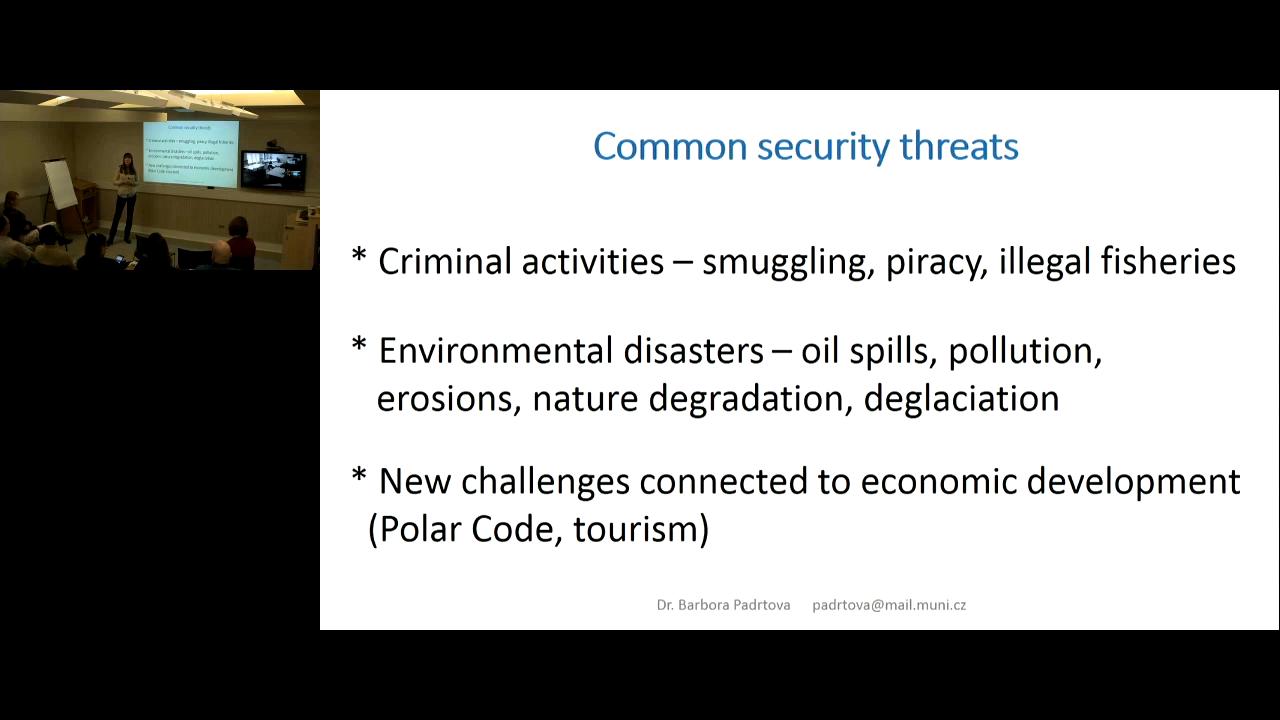 Common security threats
* Criminal activities – smuggling, piracy, illegal fisheries
* Environmental disasters – oil spills, pollution,
erosions, nature degradation, deglaciation
* New challenges connected to economic development
(Polar Code, tourism)
Dr. Barbora Padrtova padrtova@mail.muni.cz